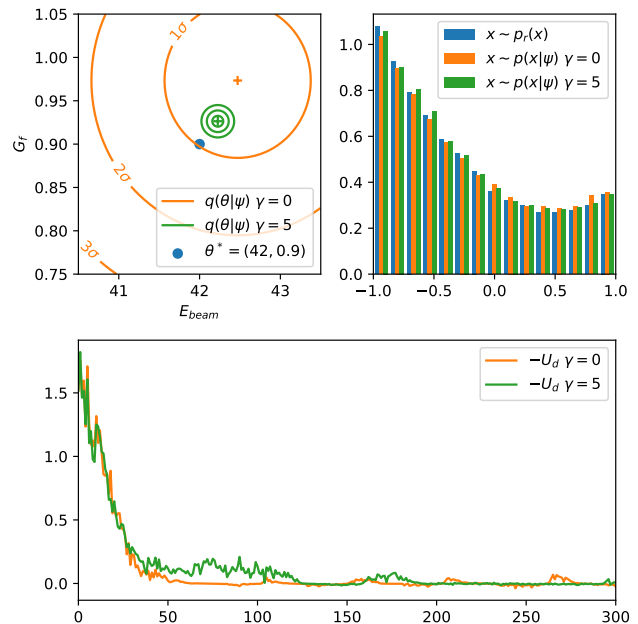 1.00
0.95
0.90
0.85
0.80
0.75
G_f
1σ
2σ
3σ
q(θ|ψ) γ = 0
q(θ|ψ) γ = 5
θ* = (42, 0.9)
41 42 43
E_beam
1.0
0.8
0.6
0.4
0.2
0.0
x ∼ p_r(x)
x ∼ p(x|ψ) γ = 0
x ∼ p(x|ψ) γ = 5
−1.0 −0.5 0.0 0.5 1.0
1.5
1.0
0.5
0.0
−U_d γ = 0
−U_d γ = 5
0 50 100 150 200 250 300